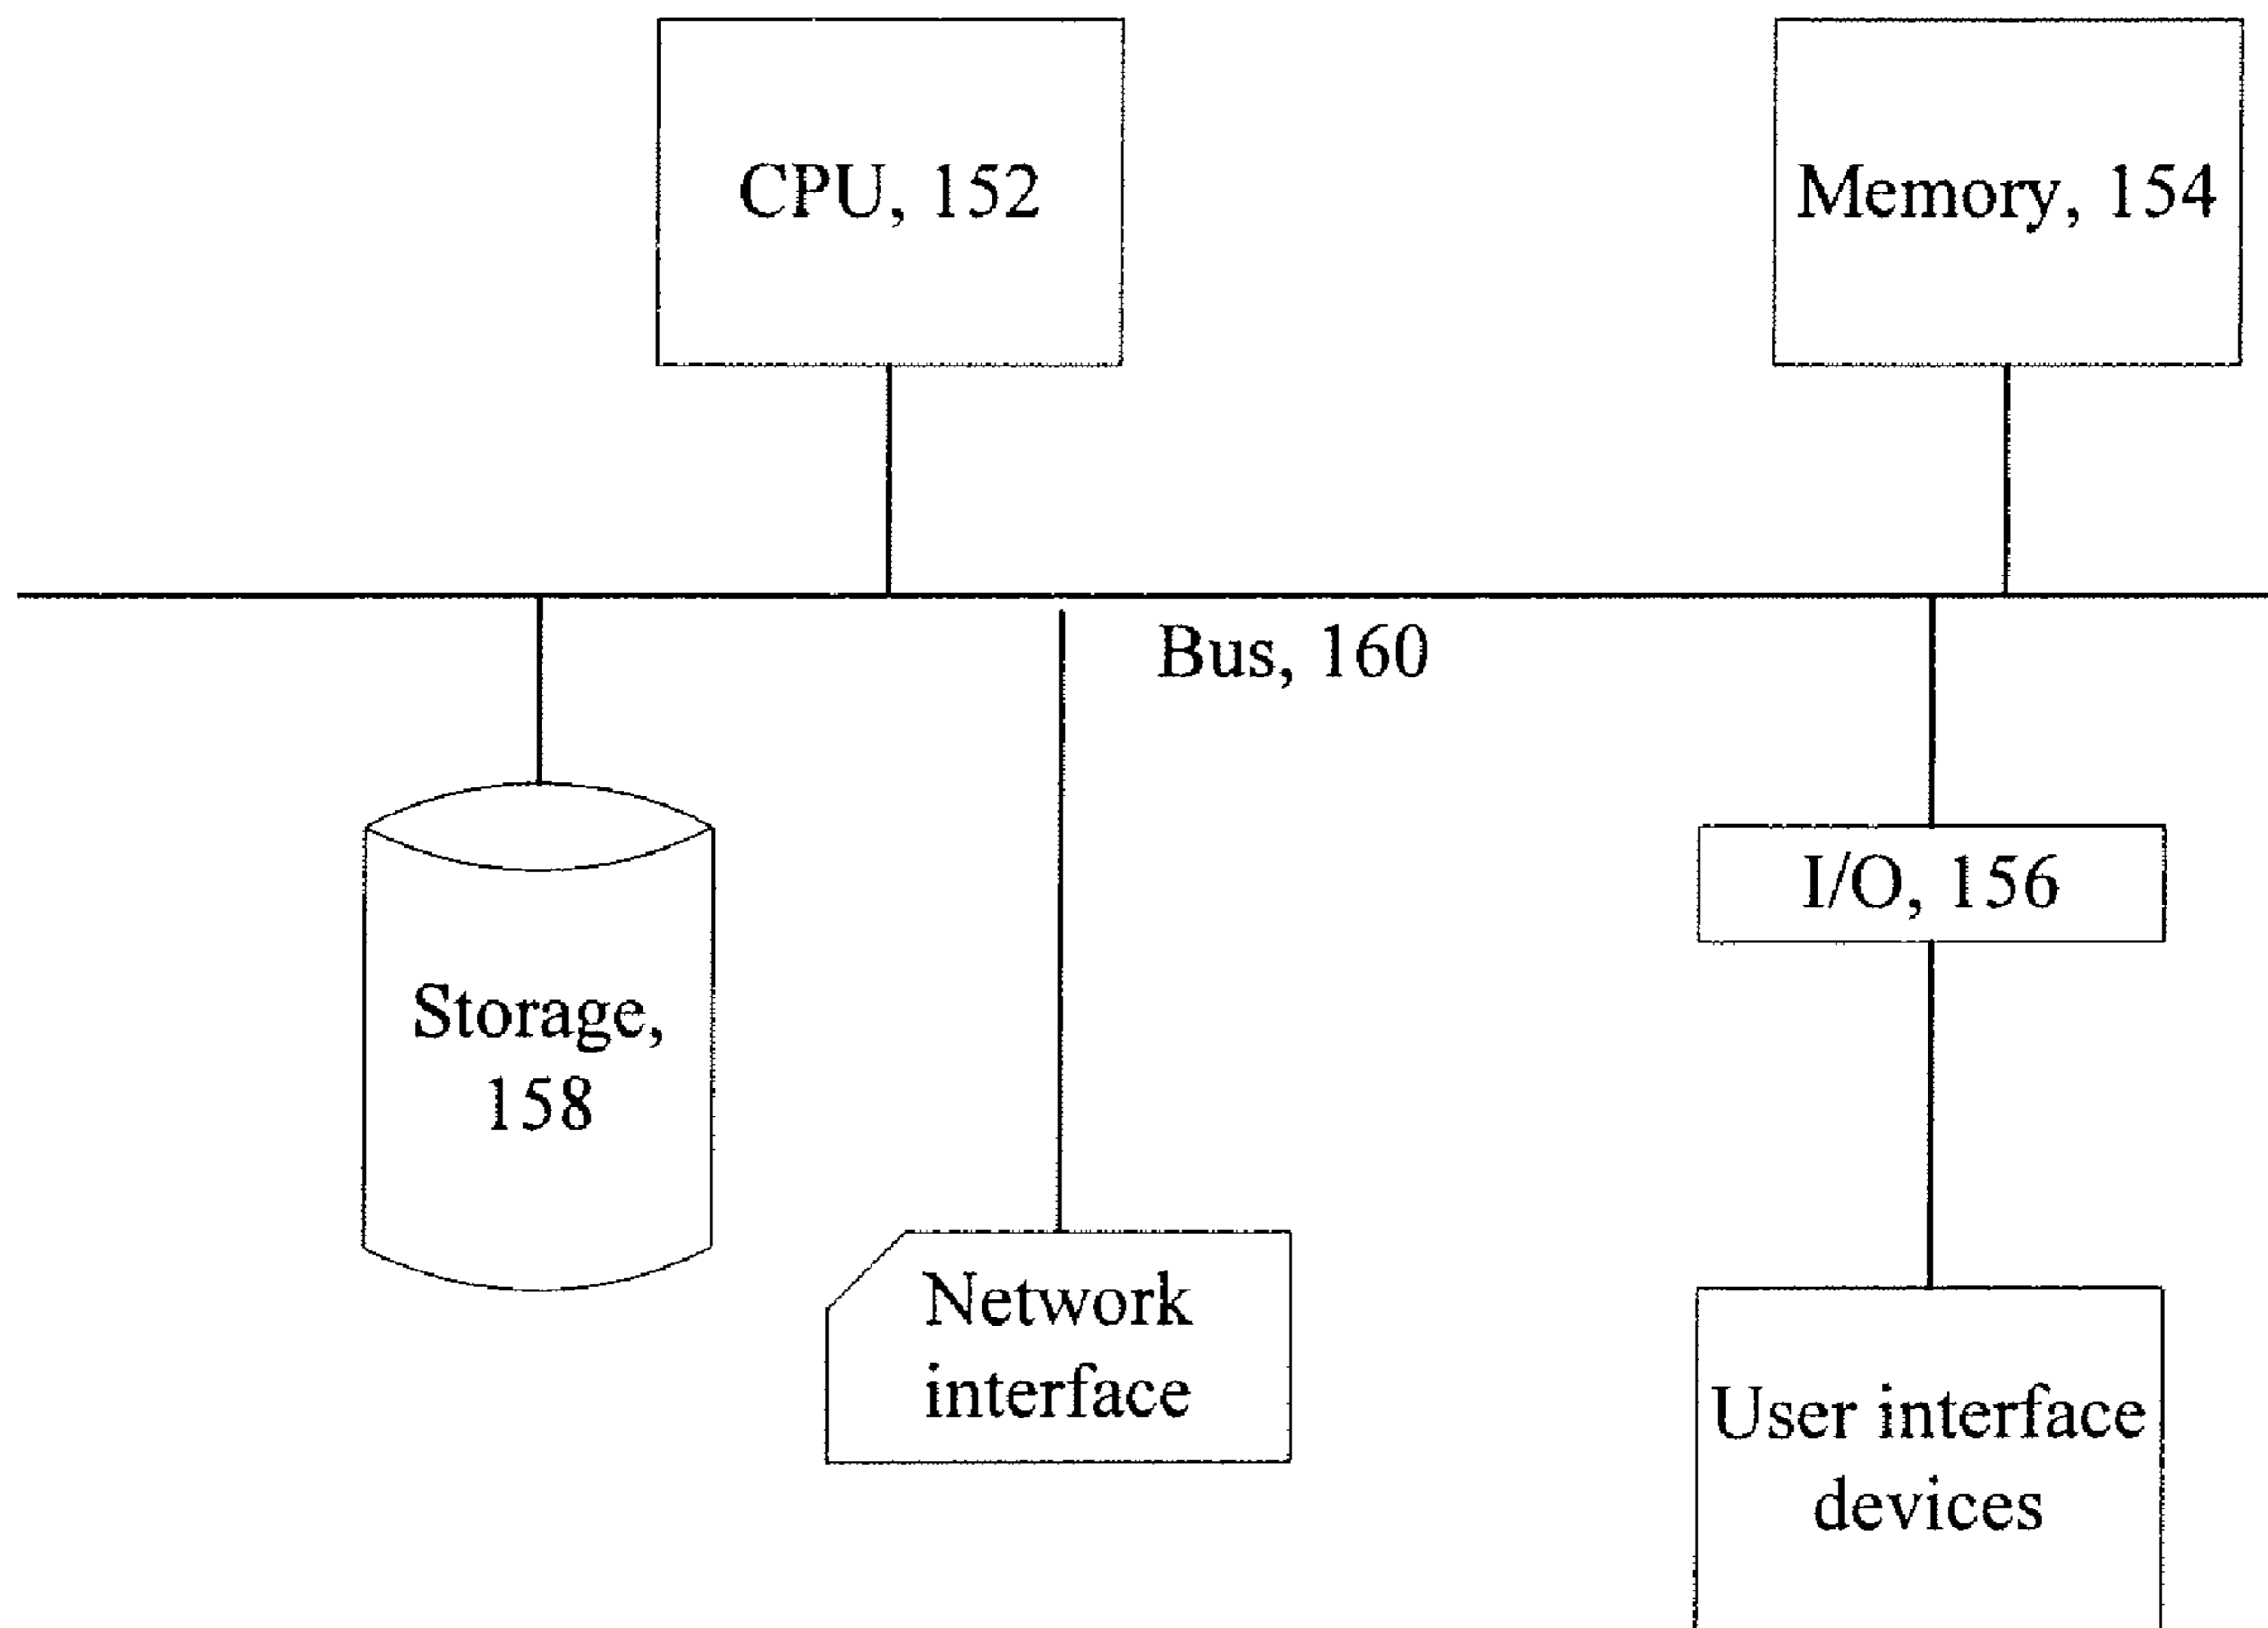 CPU, 152
Memory, 154
Bus, 160
I/O, 156
Storage,
158
Network
interface
User interface
devices